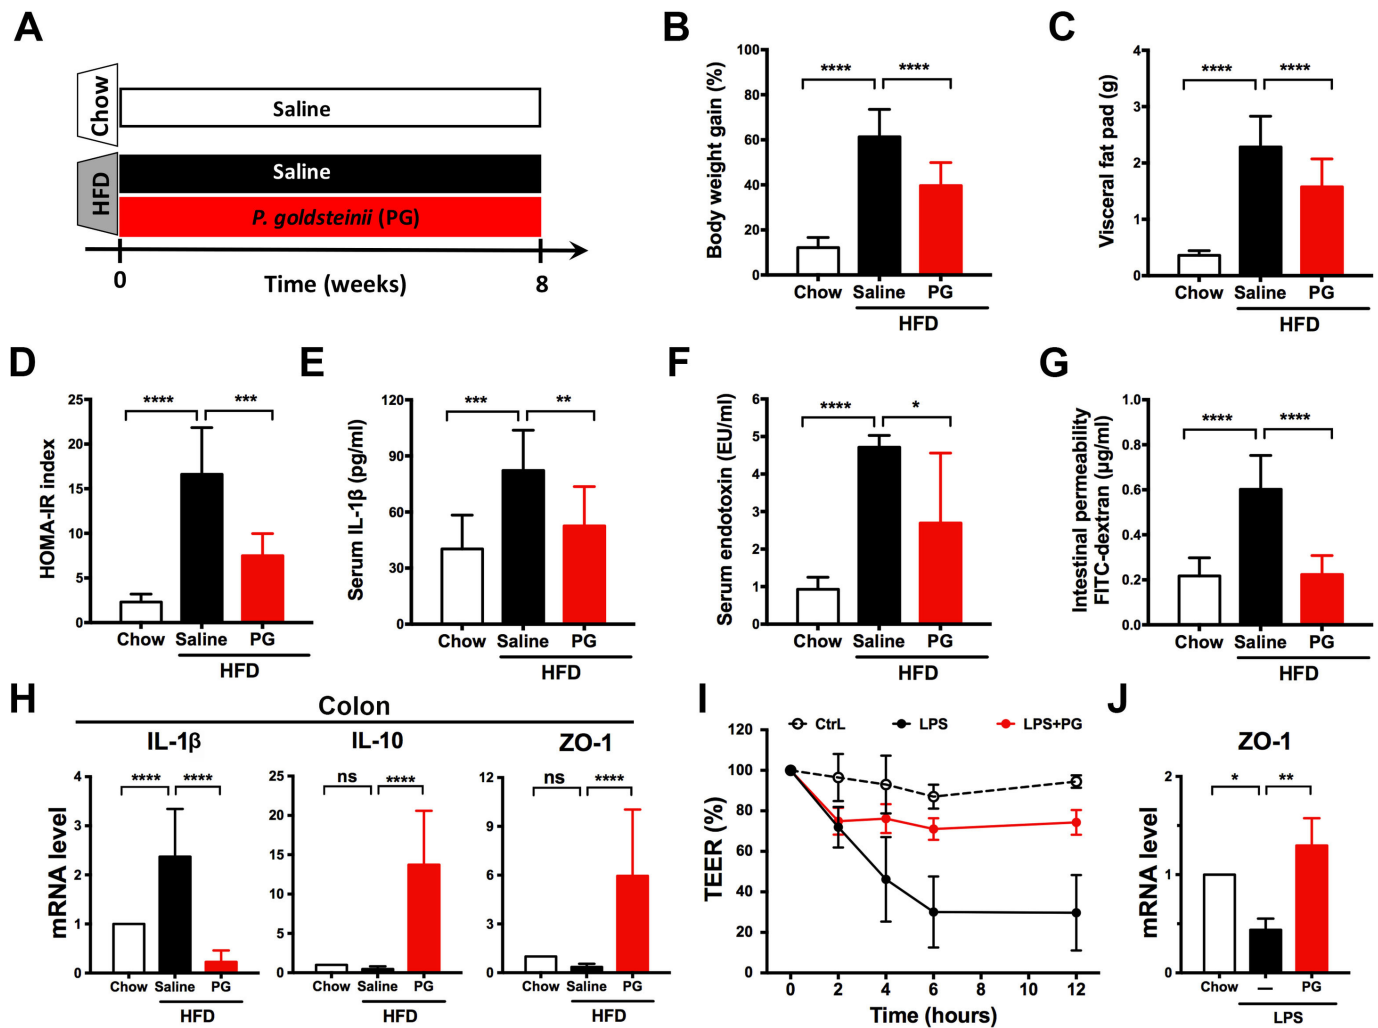 A
Chow
Saline
HFD
Saline
P. goldsteinii (PG)
0
Time (weeks)
8
B
Body weight gain (%)
100
80
60
40
20
0
****
****
Chow
Saline
PG
HFD
C
Visceral fat pad (g)
4
3
2
1
0
****
****
Chow
Saline
PG
HFD
D
HOMA-IR index
25
20
15
10
5
0
****
***
Chow
Saline
PG
HFD
E
Serum IL-1β (pg/ml)
120
90
60
30
0
***
**
Chow
Saline
PG
HFD
F
Serum endotoxin (EU/ml)
6
5
4
3
2
1
0
****
*
Chow
Saline
PG
HFD
G
Intestinal permeability
FITC-dextran (µg/ml)
1.0
0.8
0.6
0.4
0.2
0.0
****
****
Chow
Saline
PG
HFD
H
Colon
IL-1β
mRNA level
4
3
2
1
0
****
****
Chow
Saline
PG
HFD
IL-10
25
20
15
10
5
0
ns
****
Chow
Saline
PG
HFD
ZO-1
12
9
6
3
0
ns
****
Chow
Saline
PG
HFD
I
CtrL
LPS
LPS+PG
TEER (%)
120
100
80
60
40
20
0
0
2
4
6
8
10
12
Time (hours)
J
ZO-1
mRNA level
2
1
0
*
**
Chow
—
PG
LPS